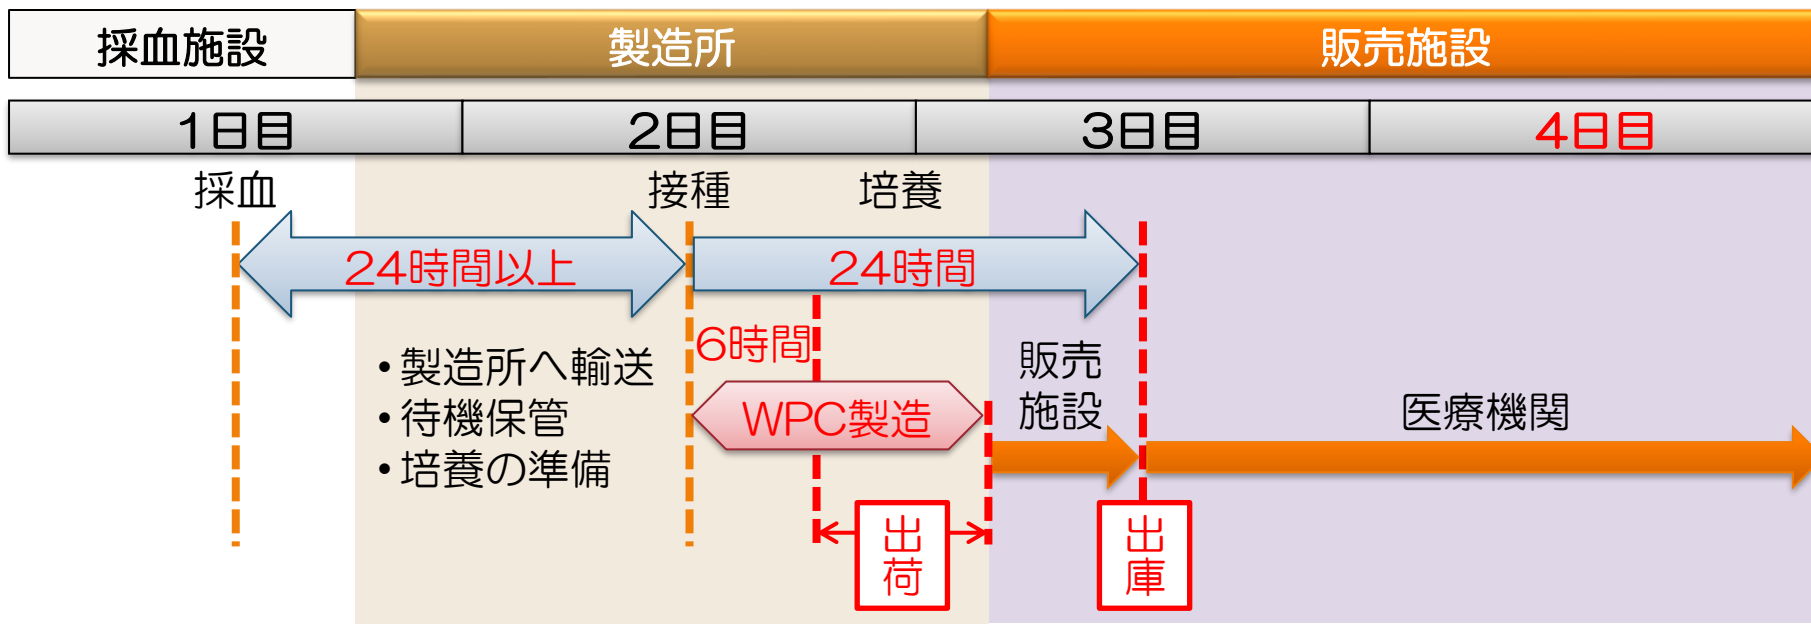 採血施設
製造所
販売施設
1日目
2日目
3日目
4日目
採血
接種
培養
24時間以上
24時間
6時間
・製造所へ輸送
・待機保管
・培養の準備
WPC製造
販売
施設
医療機関
出
荷
出
庫